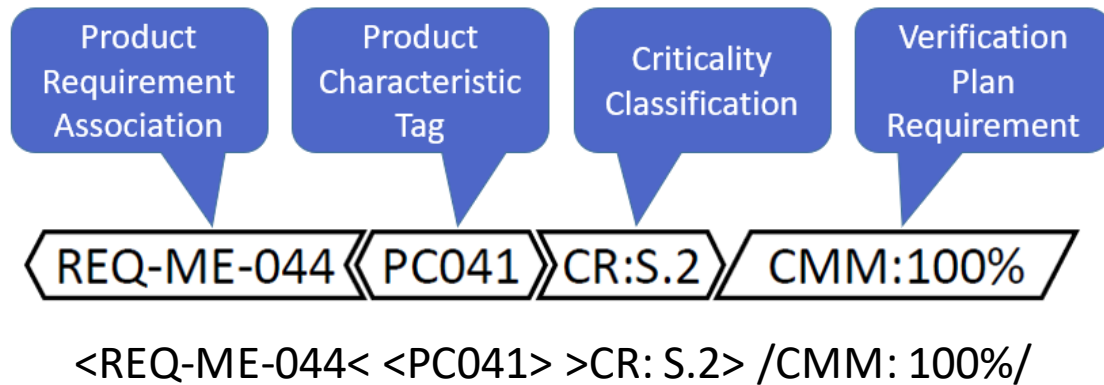 Product
Requirement
Association
Product
Characteristic
Tag
Criticality
Classification
Verification
Plan
Requirement
REQ-ME-044 PC041 CR:S.2 CMM:100%
<REQ-ME-044< <PC041> >CR: S.2> /CMM: 100%/